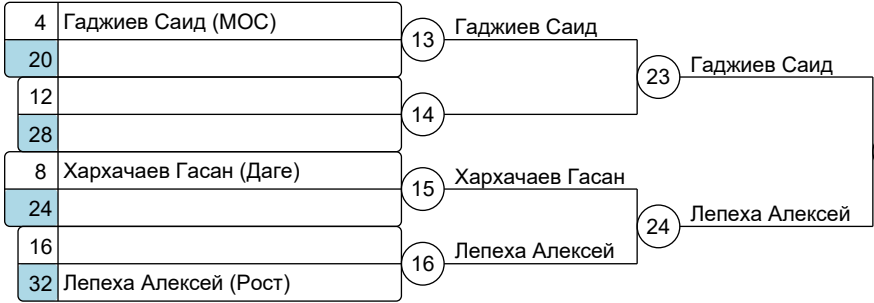 4 Гаджиев Саид (МОС)
20
13 Гаджиев Саид
12
28
14
23 Гаджиев Саид
8 Хархачаев Гасан (Даге)
24
15 Хархачаев Гасан
16
32 Лепеха Алексей (Рост)
16 Лепеха Алексей
24 Лепеха Алексей